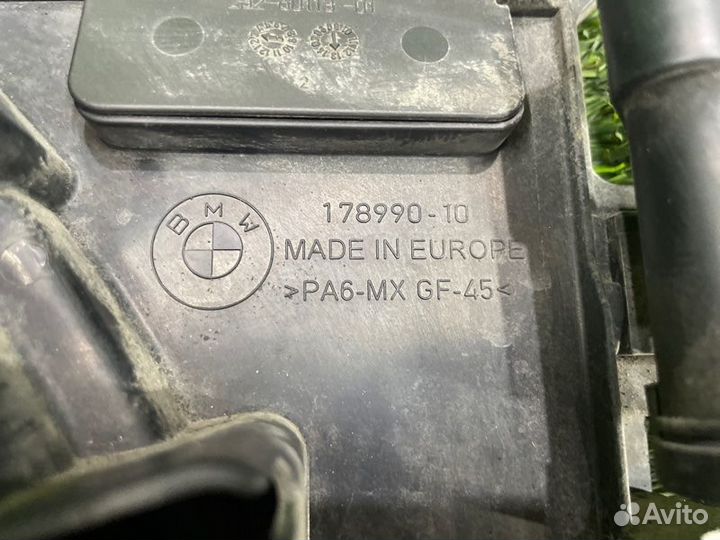 BMW
178990-10
MADE IN EUROPE
>PA6-MX GF-45<
Avito